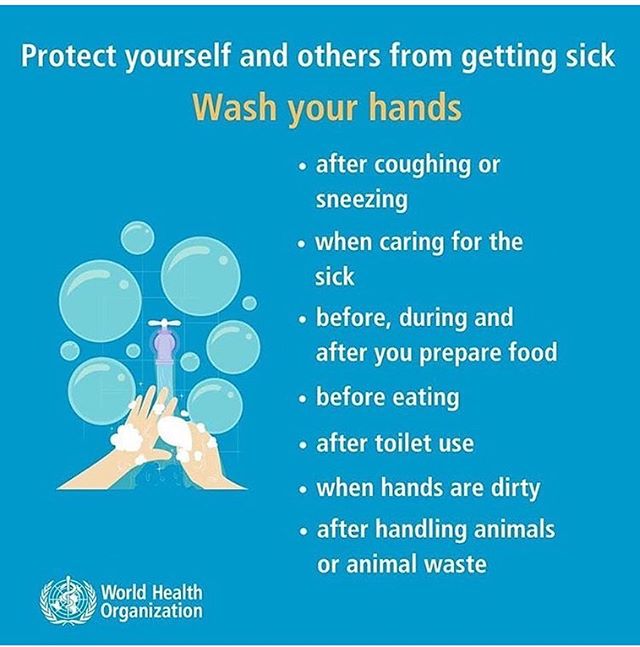 Protect yourself and others from getting sick
Wash your hands
• after coughing or
sneezing
• when caring for the
sick
• before, during and
after you prepare food
• before eating
• after toilet use
• when hands are dirty
• after handling animals
or animal waste
World Health
Organization